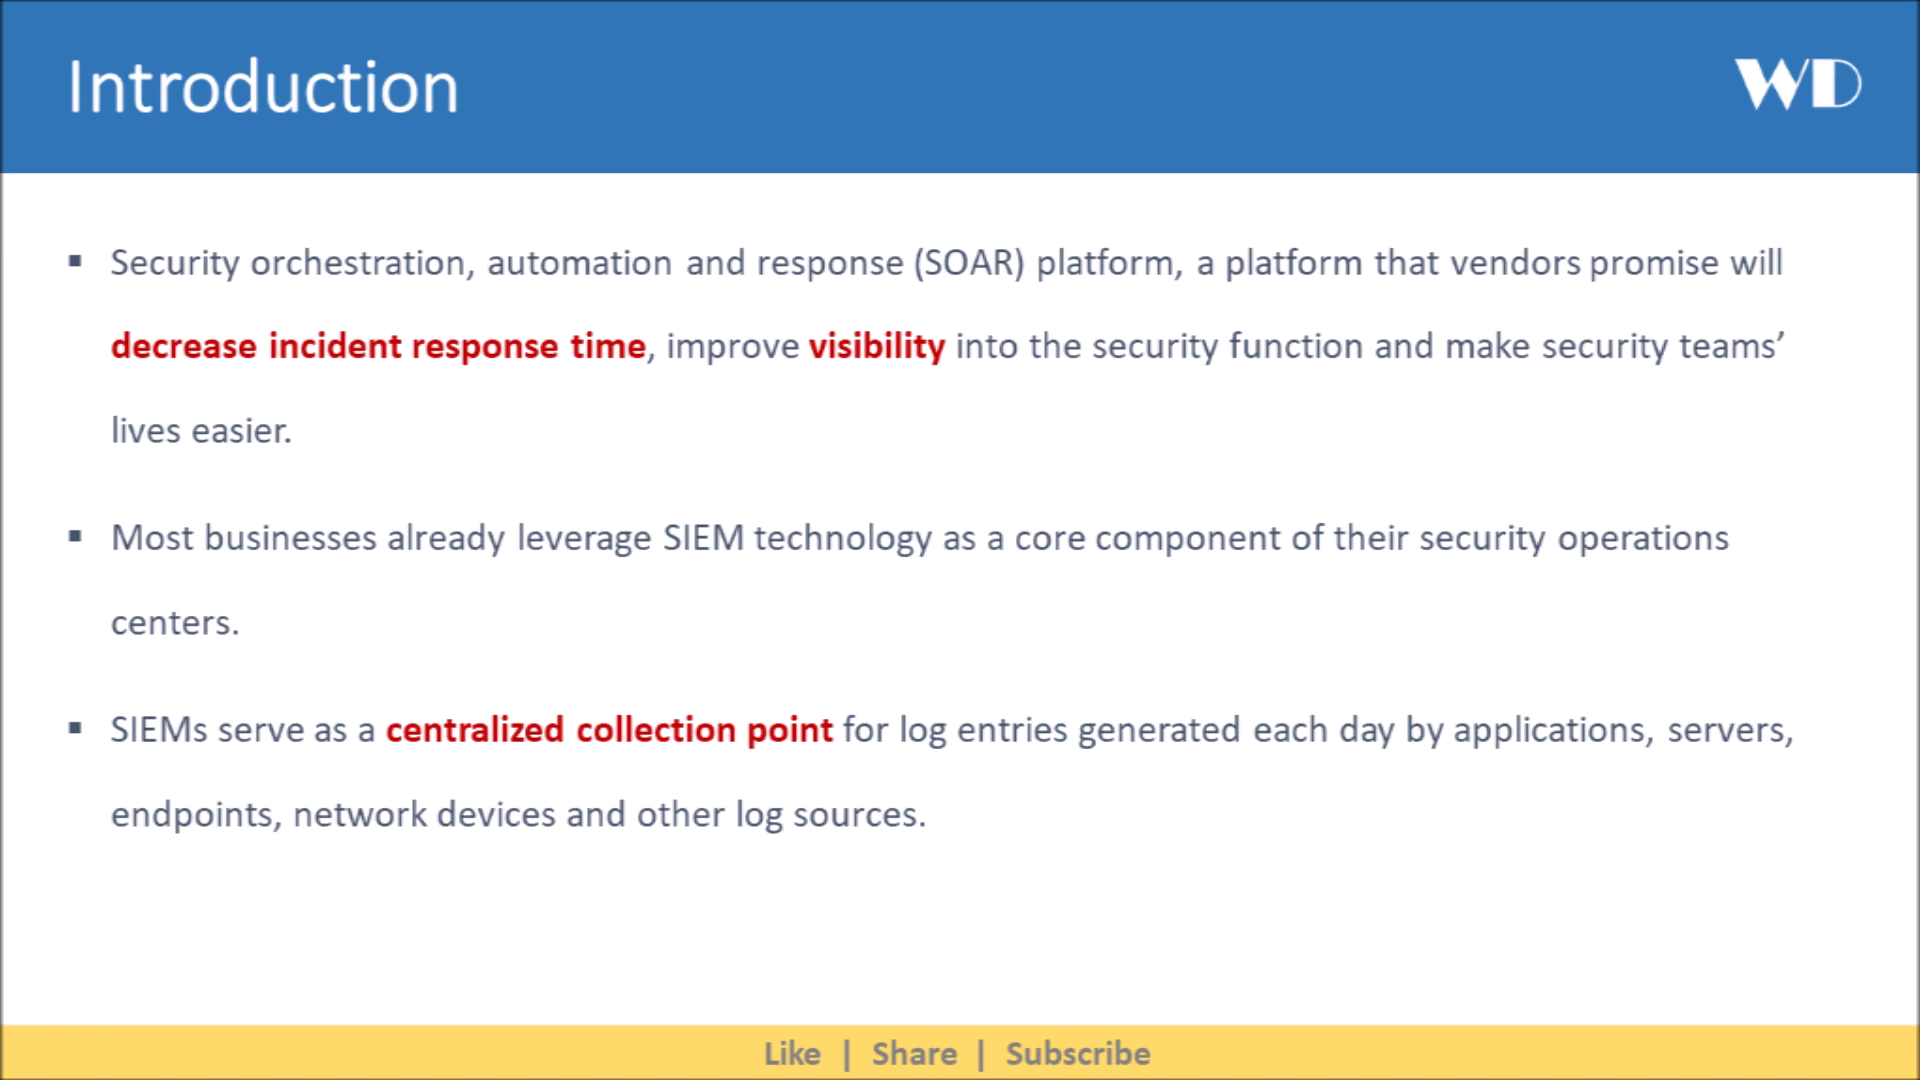 Introduction
WD
▪ Security orchestration, automation and response (SOAR) platform, a platform that vendors promise will
decrease incident response time, improve visibility into the security function and make security teams’
lives easier.
▪ Most businesses already leverage SIEM technology as a core component of their security operations
centers.
▪ SIEMs serve as a centralized collection point for log entries generated each day by applications, servers,
endpoints, network devices and other log sources.
Like | Share | Subscribe